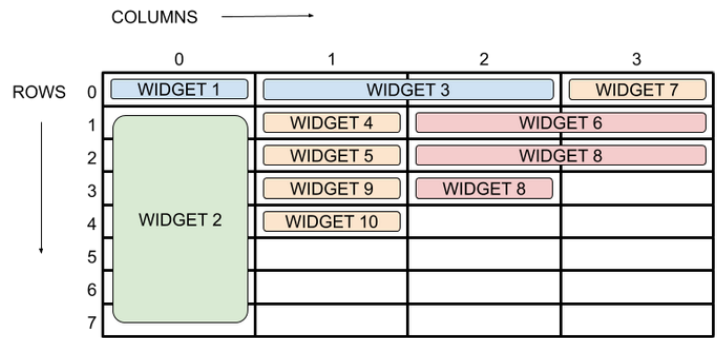 COLUMNS
0 1 2 3
ROWS 0 WIDGET 1 WIDGET 3 WIDGET 7
1 WIDGET 4 WIDGET 6
2 WIDGET 5 WIDGET 8
3 WIDGET 9 WIDGET 8
4 WIDGET 2 WIDGET 10
5
6
7